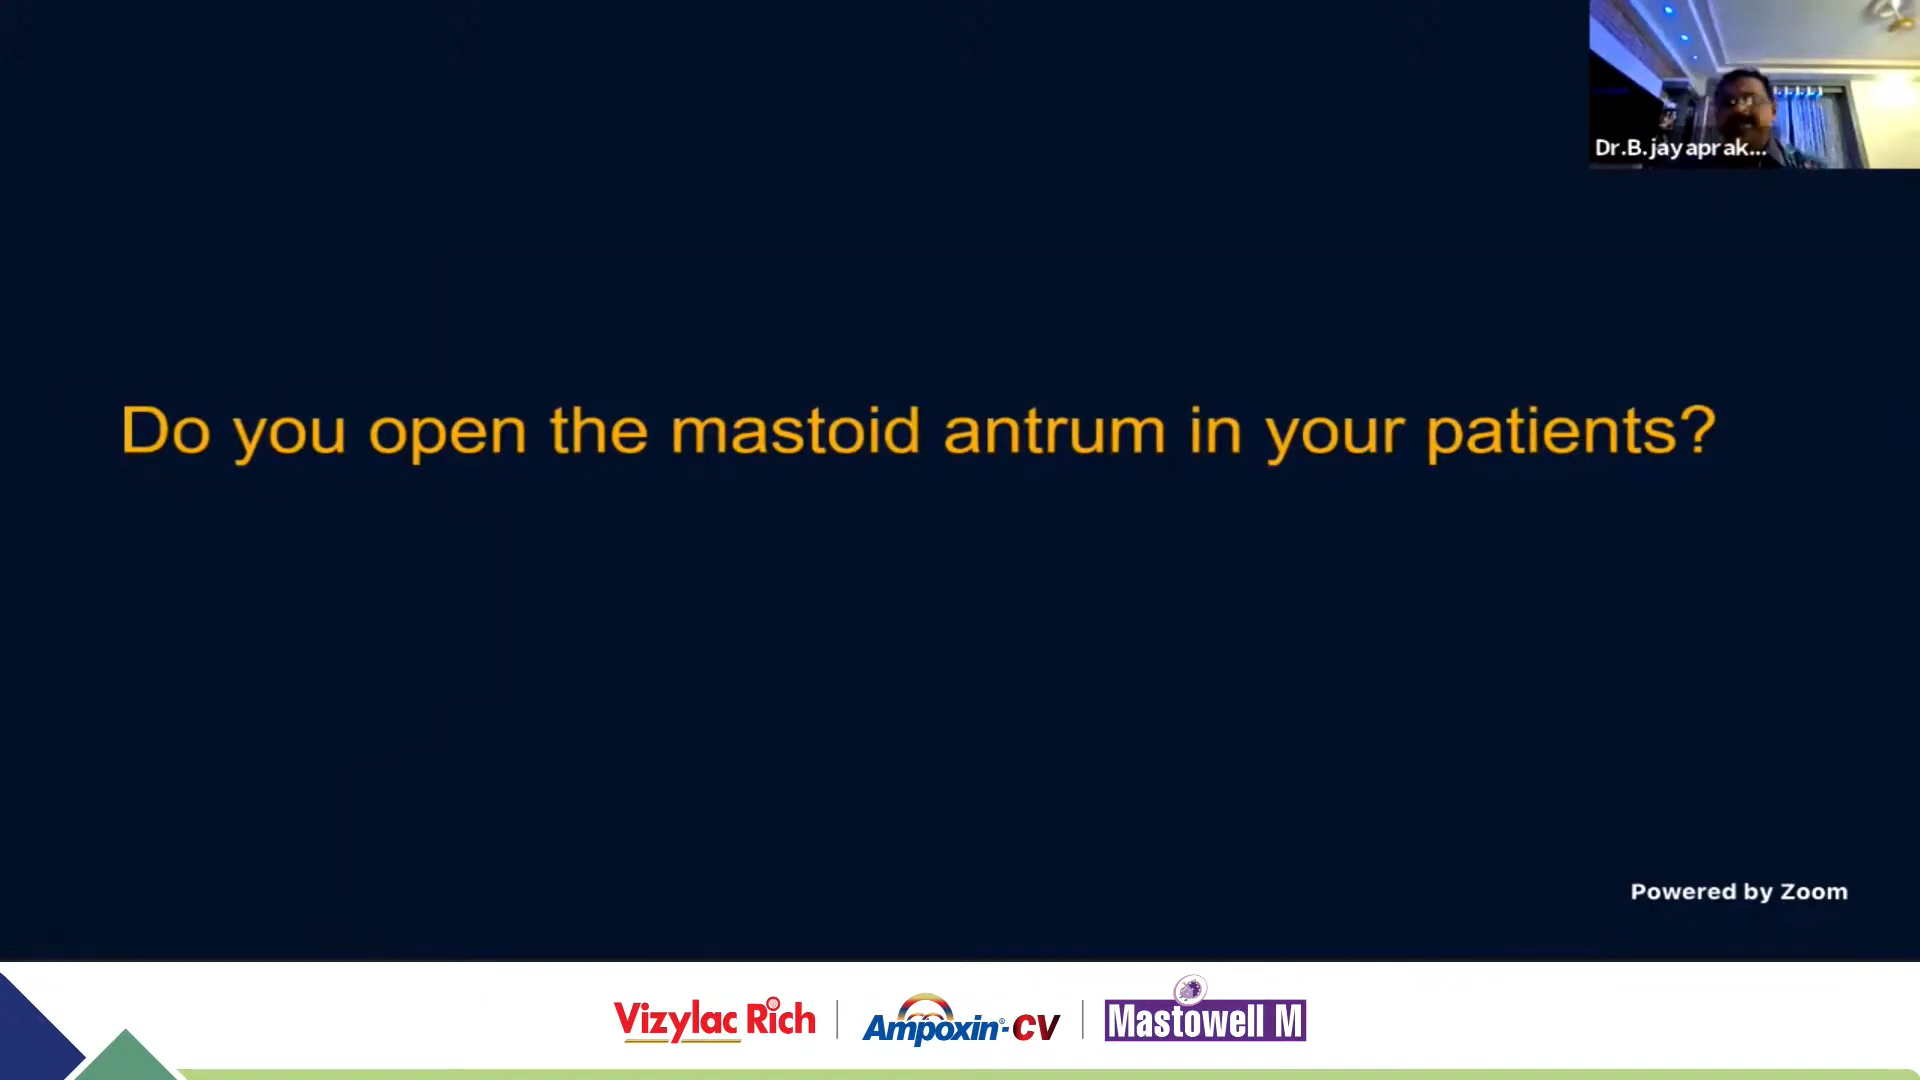 Dr.B.jayaprak...
Do you open the mastoid antrum in your patients?
Powered by Zoom
Vizylac Rich
Ampoxin®-CV
Mastowell M